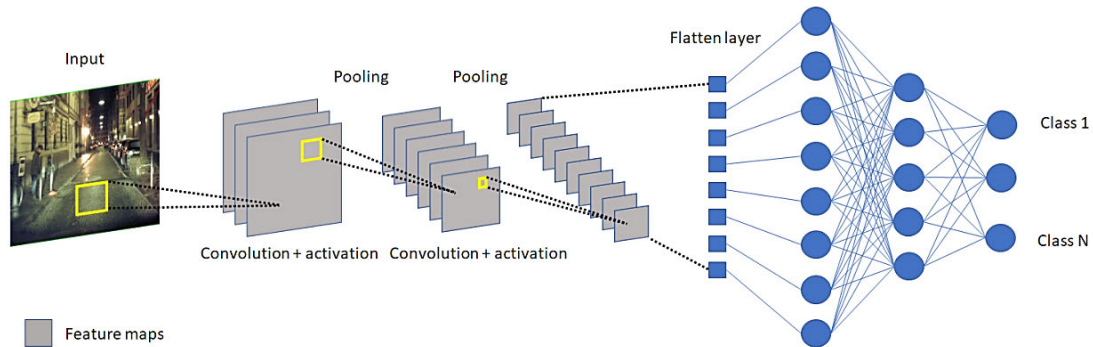 Input
Pooling
Pooling
Flatten layer
Class 1
Class N
Convolution + activation
Convolution + activation
Feature maps